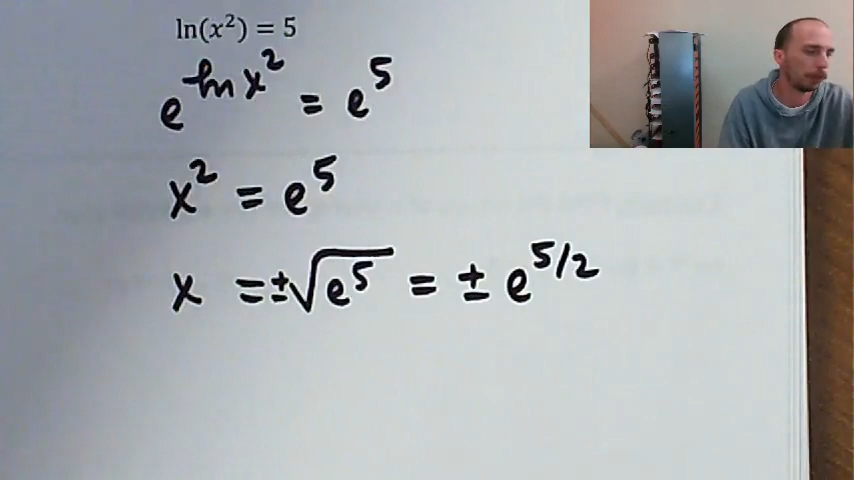 ln(x²) = 5
e^{ln x²} = e⁵
x² = e⁵
x = ±√(e⁵) = ± e^{5/2}